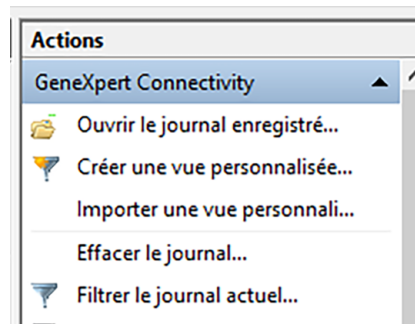 Actions
GeneXpert Connectivity
Ouvrir le journal enregistré...
Créer une vue personnalisée...
Importer une vue personnali...
Effacer le journal...
Filtrer le journal actuel...